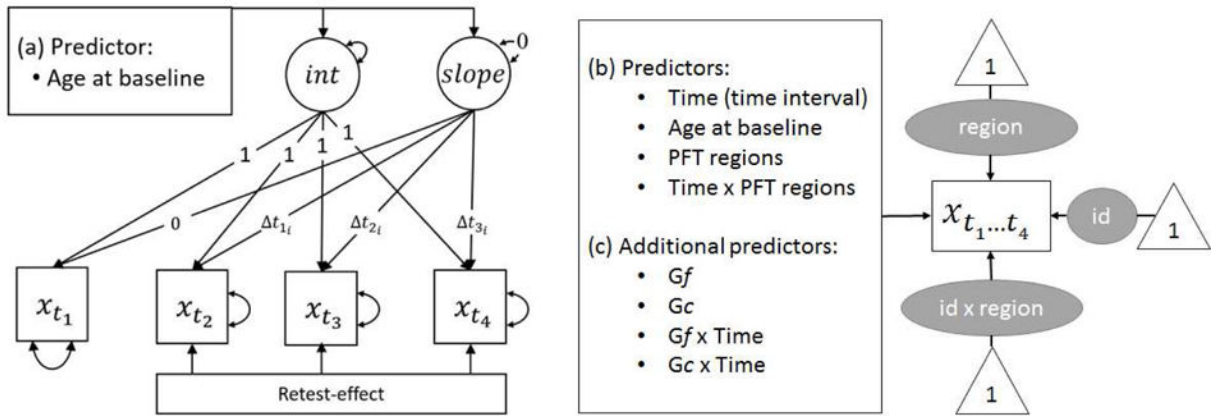 (a) Predictor:
• Age at baseline
int
slope
0
1
1
1
1
0
Δt1i
Δt2i
Δt3i
xt1
xt2
xt3
xt4
Retest-effect
(b) Predictors:
• Time (time interval)
• Age at baseline
• PFT regions
• Time x PFT regions
(c) Additional predictors:
• Gf
• Gc
• Gf x Time
• Gc x Time
1
region
xt1…t4
id
1
id x region
1